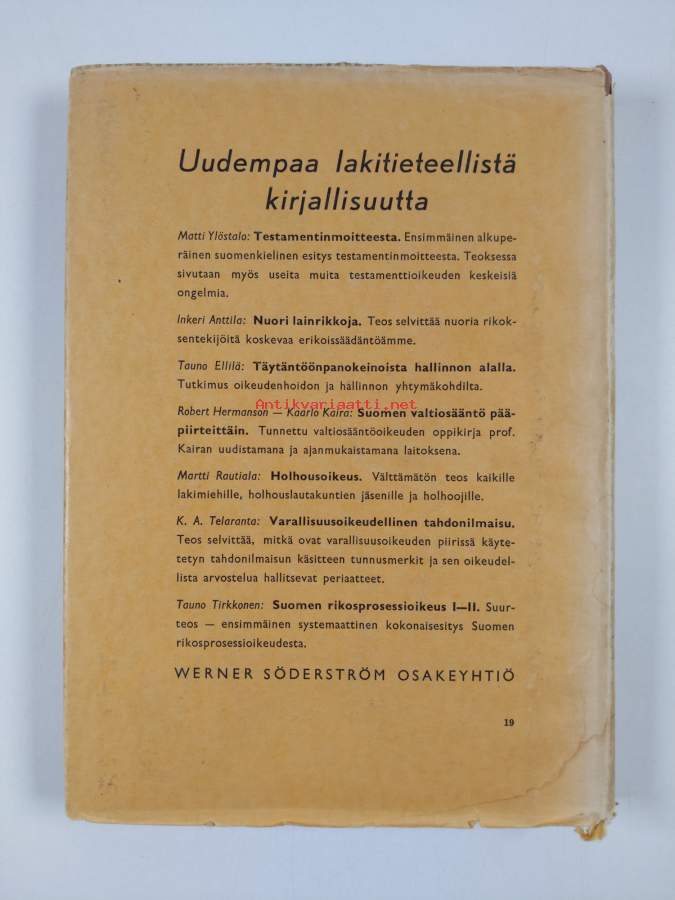 Uudempaa lakitieteellistä
kirjallisuutta
Matti Ylöstalo: Testamentinmoitteesta. Ensimmäinen alkupe-
räinen suomenkielinen esitys testamentinmoitteesta. Teoksessa
sivutaan myös useita muita testamenttioikeuden keskeisiä
ongelmia.
Inkeri Anttila: Nuori lainrikkoja. Teos selvittää nuoria rikok-
sentekijöitä koskevaa erikoissäädäntöämme.
Tauno Ellilä: Täytäntöönpanokeinoista hallinnon alalla.
Tutkimus oikeudenhoidon ja hallinnon yhtymäkohdilta.
Antikvariaatti.net
Robert Hermanson — Kaarlo Kaira: Suomen valtiosääntö pää-
piirteittäin. Tunnettu valtiosääntöoikeuden oppikirja prof.
Kairan uudistamana ja ajanmukaistamana laitoksena.
Martti Rautiala: Holhousoikeus. Välttämätön teos kaikille
lakimiehille, holhouslautakuntien jäsenille ja holhoojille.
K. A. Telaranta: Varallisuusoikeudellinen tahdonilmaisu.
Teos selvittää, mitkä ovat varallisuusoikeuden piirissä käyte-
tetyn tahdonilmaisun käsitteen tunnusmerkit ja sen oikeudel-
lista arvostelua hallitsevat periaatteet.
Tauno Tirkkonen: Suomen rikosprosessioikeus I—II. Suur-
teos — ensimmäinen systemaattinen kokonaisesitys Suomen
rikosprosessioikeudesta.
WERNER SÖDERSTRÖM OSAKEYHTIÖ
19